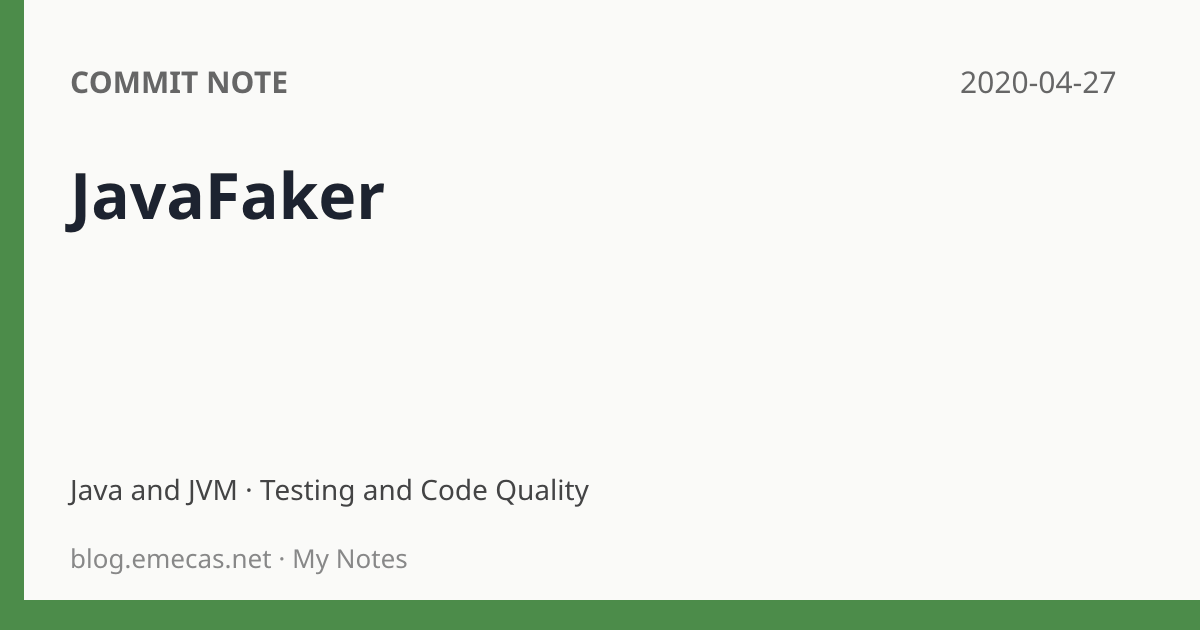 COMMIT NOTE
2020-04-27
JavaFaker
Java and JVM · Testing and Code Quality
blog.emecas.net · My Notes